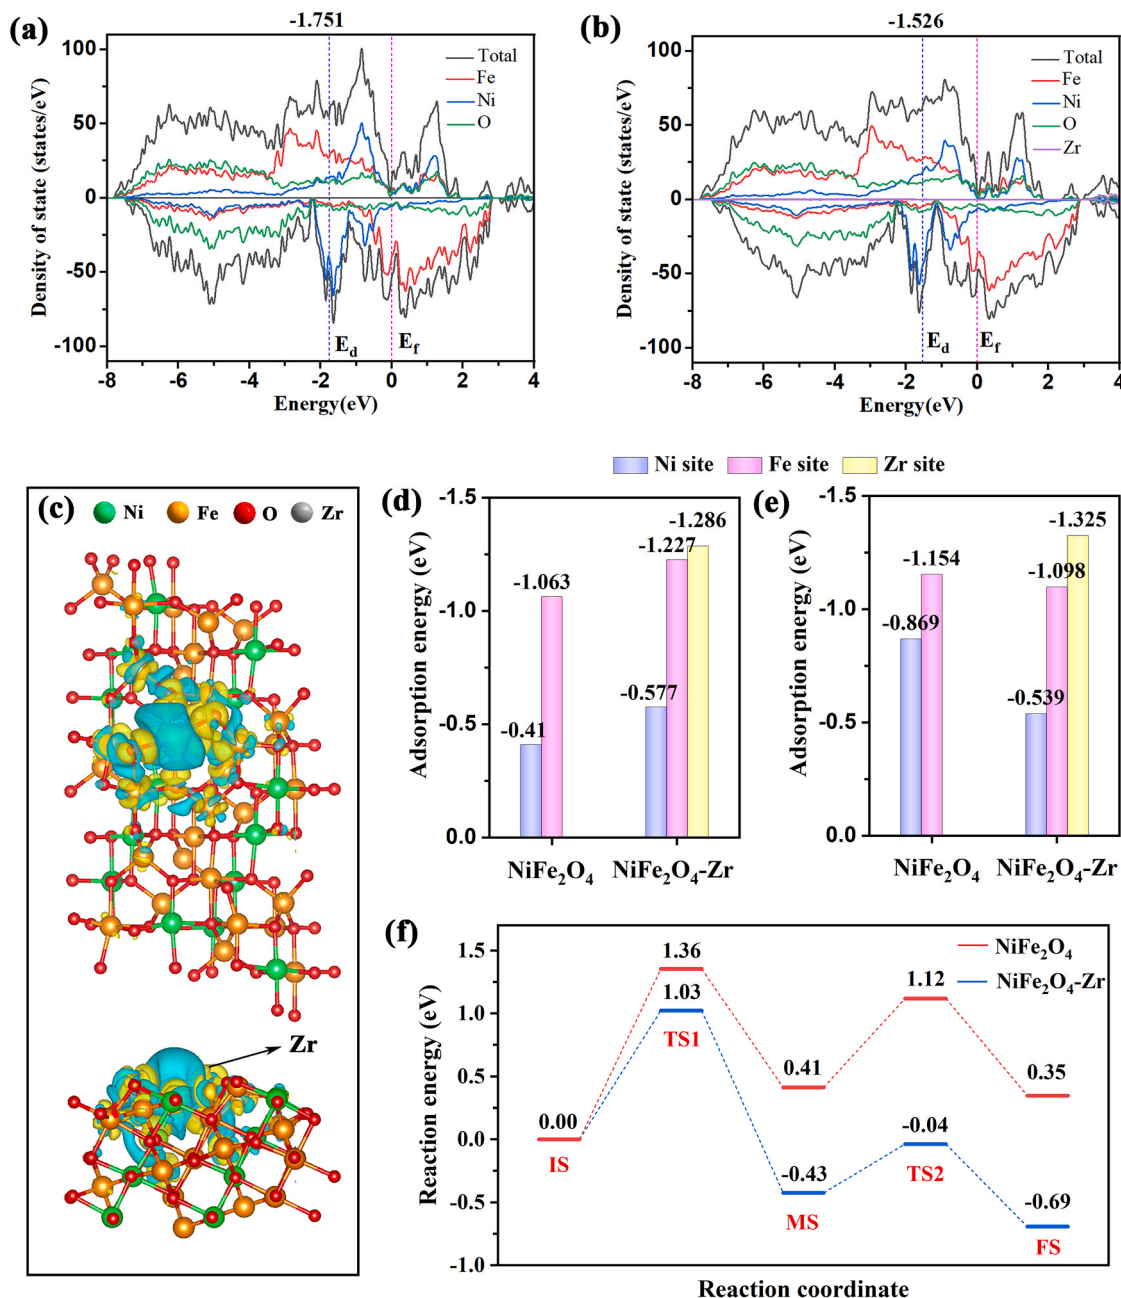 (a)
-1.751
Total
Fe
Ni
O
100
50
0
-50
-100
Density of state (states/eV)
E_d
E_f
-8 -6 -4 -2 0 2 4
Energy(eV)
(b)
-1.526
Total
Fe
Ni
O
Zr
100
50
0
-50
-100
Density of state (states/eV)
E_d
E_f
-8 -6 -4 -2 0 2 4
Energy(eV)
Ni site Fe site Zr site
(c)
Ni Fe O Zr
Zr
(d)
-1.5
-1.0
-0.5
0.0
Adsorption energy (eV)
-0.41
-1.063
-0.577
-1.227
-1.286
NiFe₂O₄ NiFe₂O₄-Zr
(e)
-1.5
-1.0
-0.5
0.0
Adsorption energy (eV)
-0.869
-1.154
-0.539
-1.098
-1.325
NiFe₂O₄ NiFe₂O₄-Zr
(f)
NiFe₂O₄
NiFe₂O₄-Zr
1.5
1.0
0.5
0.0
-0.5
-1.0
Reaction energy (eV)
0.00
IS
1.36
1.03
TS1
0.41
-0.43
MS
1.12
-0.04
TS2
0.35
-0.69
FS
Reaction coordinate